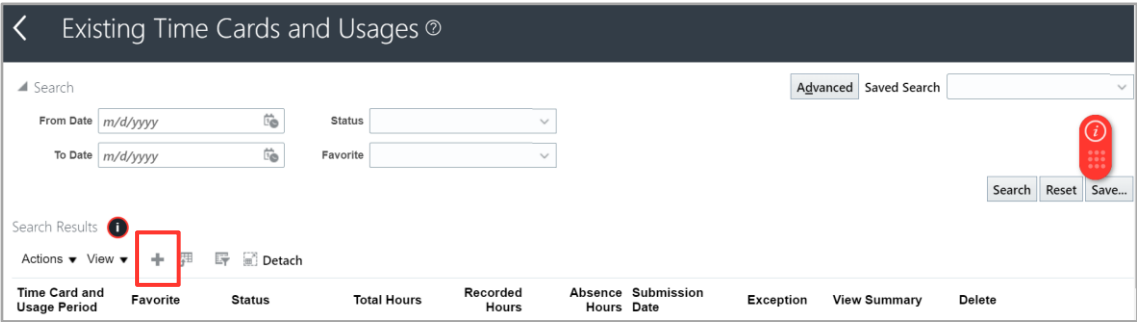 Existing Time Cards and Usages
Search
Advanced Saved Search
From Date m/d/yyyy Status
To Date m/d/yyyy Favorite
Search Reset Save...
Search Results
Actions View Detach
Time Card and Usage Period Favorite Status Total Hours Recorded Hours Absence Hours Submission Date Exception View Summary Delete